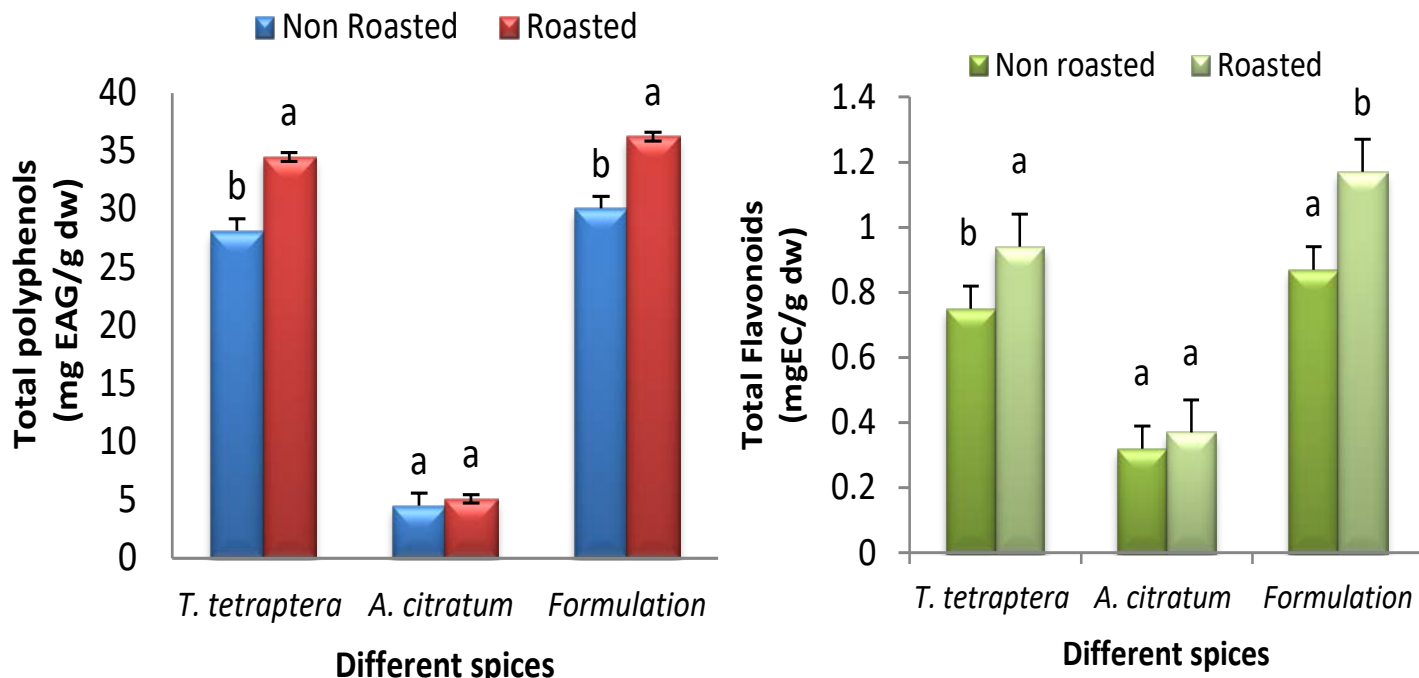 Non Roasted Roasted
40
35
30
25
20
15
10
5
0
Total polyphenols
(mg EAG/g dw)
b a a a b a
T. tetraptera A. citratum Formulation
Different spices
Non roasted Roasted
1.4
1.2
1
0.8
0.6
0.4
0.2
0
Total Flavonoids
(mgEC/g dw)
b a a a a b
T. tetraptera A. citratum Formulation
Different spices